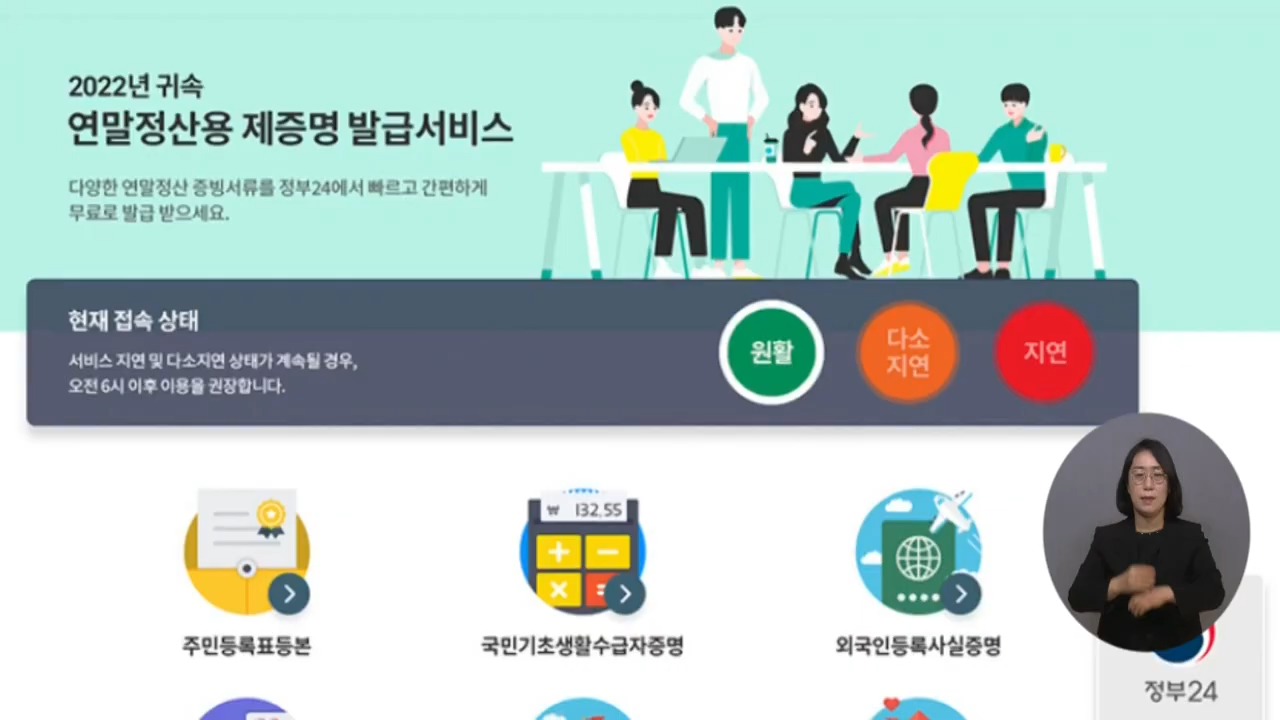 2022년 귀속
연말정산용 제증명 발급서비스
다양한 연말정산 증빙서류를 정부24에서 빠르고 간편하게
무료로 발급 받으세요.
현재 접속 상태
서비스 지연 및 다소지연 상태가 계속될 경우,
오전 6시 이후 이용을 권장합니다.
원활
다소
지연
지연
₩ 132,55
주민등록표등본
국민기초생활수급자증명
외국인등록사실증명
정부24